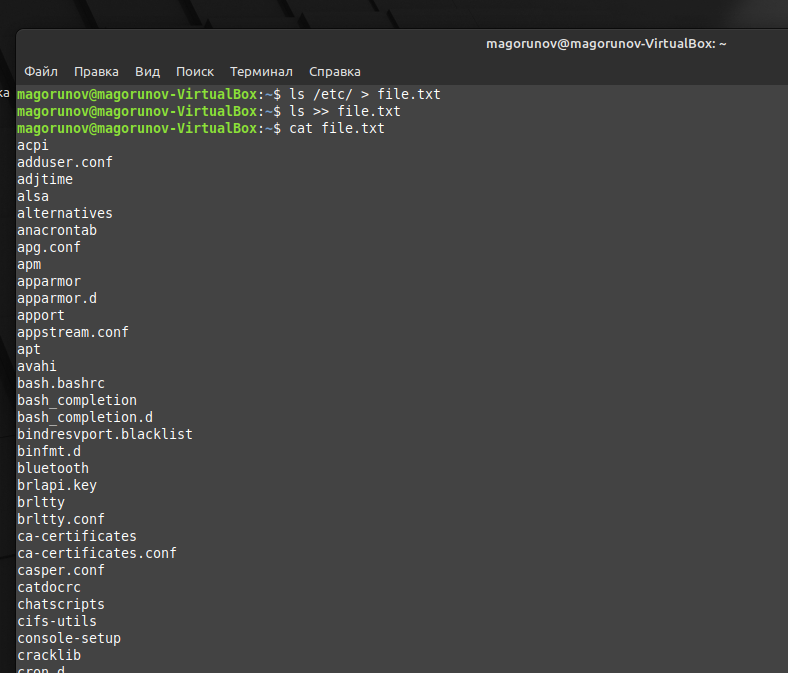 magorunov@magorunov-VirtualBox: ~
Файл Правка Вид Поиск Терминал Справка
ка
magorunov@magorunov-VirtualBox:~$ ls /etc/ > file.txt
magorunov@magorunov-VirtualBox:~$ ls >> file.txt
magorunov@magorunov-VirtualBox:~$ cat file.txt
acpi
adduser.conf
adjtime
alsa
alternatives
anacrontab
apg.conf
apm
apparmor
apparmor.d
apport
appstream.conf
apt
avahi
bash.bashrc
bash_completion
bash_completion.d
bindresvport.blacklist
binfmt.d
bluetooth
brlapi.key
brltty
brltty.conf
ca-certificates
ca-certificates.conf
casper.conf
catdocrc
chatscripts
cifs-utils
console-setup
cracklib
cron.d